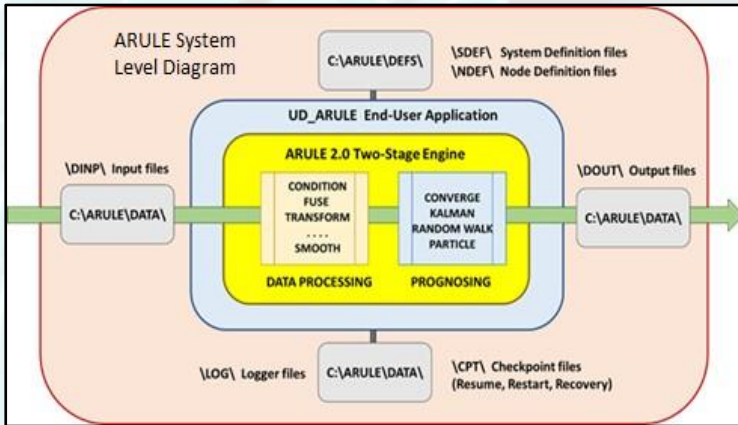 ARULE System
Level Diagram
C:\ARULE\DEFS\
\SDEF\ System Definition files
\NDEF\ Node Definition files
UD_ARULE End-User Application
ARULE 2.0 Two-Stage Engine
\DINP\ Input files
C:\ARULE\DATA\
CONDITION
FUSE
TRANSFORM
. . . .
SMOOTH
DATA PROCESSING
CONVERGE
KALMAN
RANDOM WALK
PARTICLE
PROGNOSING
\DOUT\ Output files
C:\ARULE\DATA\
\LOG\ Logger files
C:\ARULE\DATA\
\CPT\ Checkpoint files
(Resume, Restart, Recovery)